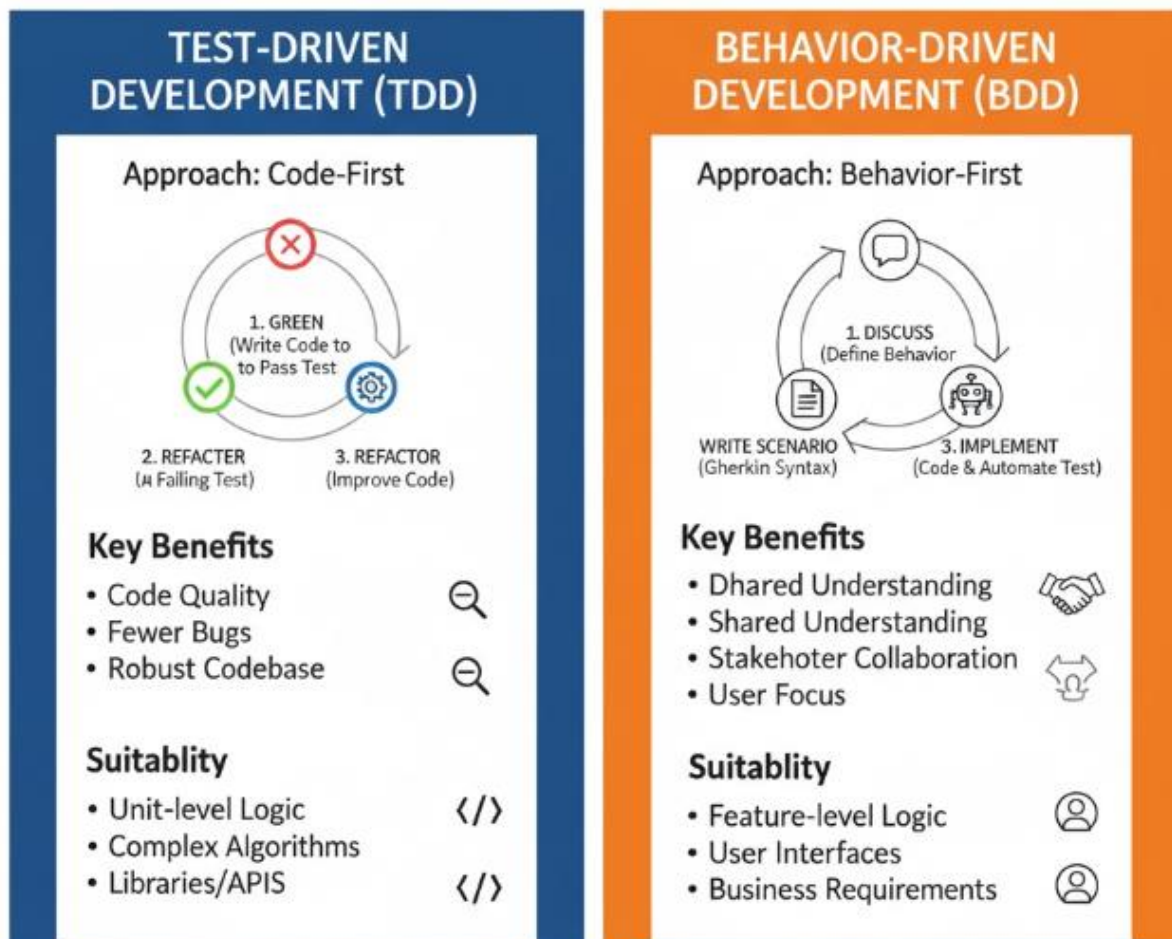 TEST-DRIVEN
DEVELOPMENT (TDD)
Approach: Code-First
1. GREEN
(Write Code to
to Pass Test
2. REFACTER
(Falling Test)
3. REFACTOR
(Improve Code)
Key Benefits
• Code Quality
• Fewer Bugs
• Robust Codebase
Suitablity
• Unit-level Logic
• Complex Algorithms
• Libraries/APIS
BEHAVIOR-DRIVEN
DEVELOPMENT (BDD)
Approach: Behavior-First
1. DISCUSS
(Define Behavior
WRITE SCENARIO
(Gherkin Syntax)
3. IMPLEMENT
(Code & Automate Test)
Key Benefits
• Dhared Understanding
• Shared Understanding
• Stakehoter Collaboration
• User Focus
Suitablity
• Feature-level Logic
• User Interfaces
• Business Requirements